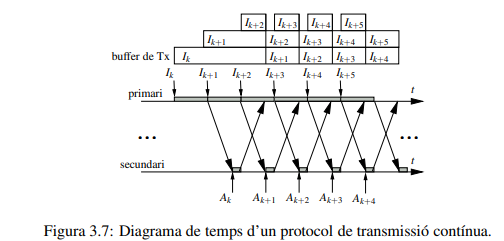 I_{k+2} I_{k+3} I_{k+4} I_{k+5}
I_{k+1} I_{k+2} I_{k+3} I_{k+4} I_{k+5}
buffer de Tx I_k I_{k+1} I_{k+2} I_{k+3} I_{k+4}
I_k I_{k+1} I_{k+2} I_{k+3} I_{k+4} I_{k+5}
t
primari
... ...
secundari
t
A_k A_{k+1} A_{k+2} A_{k+3} A_{k+4}
Figura 3.7: Diagrama de temps d'un protocol de transmissió contínua.